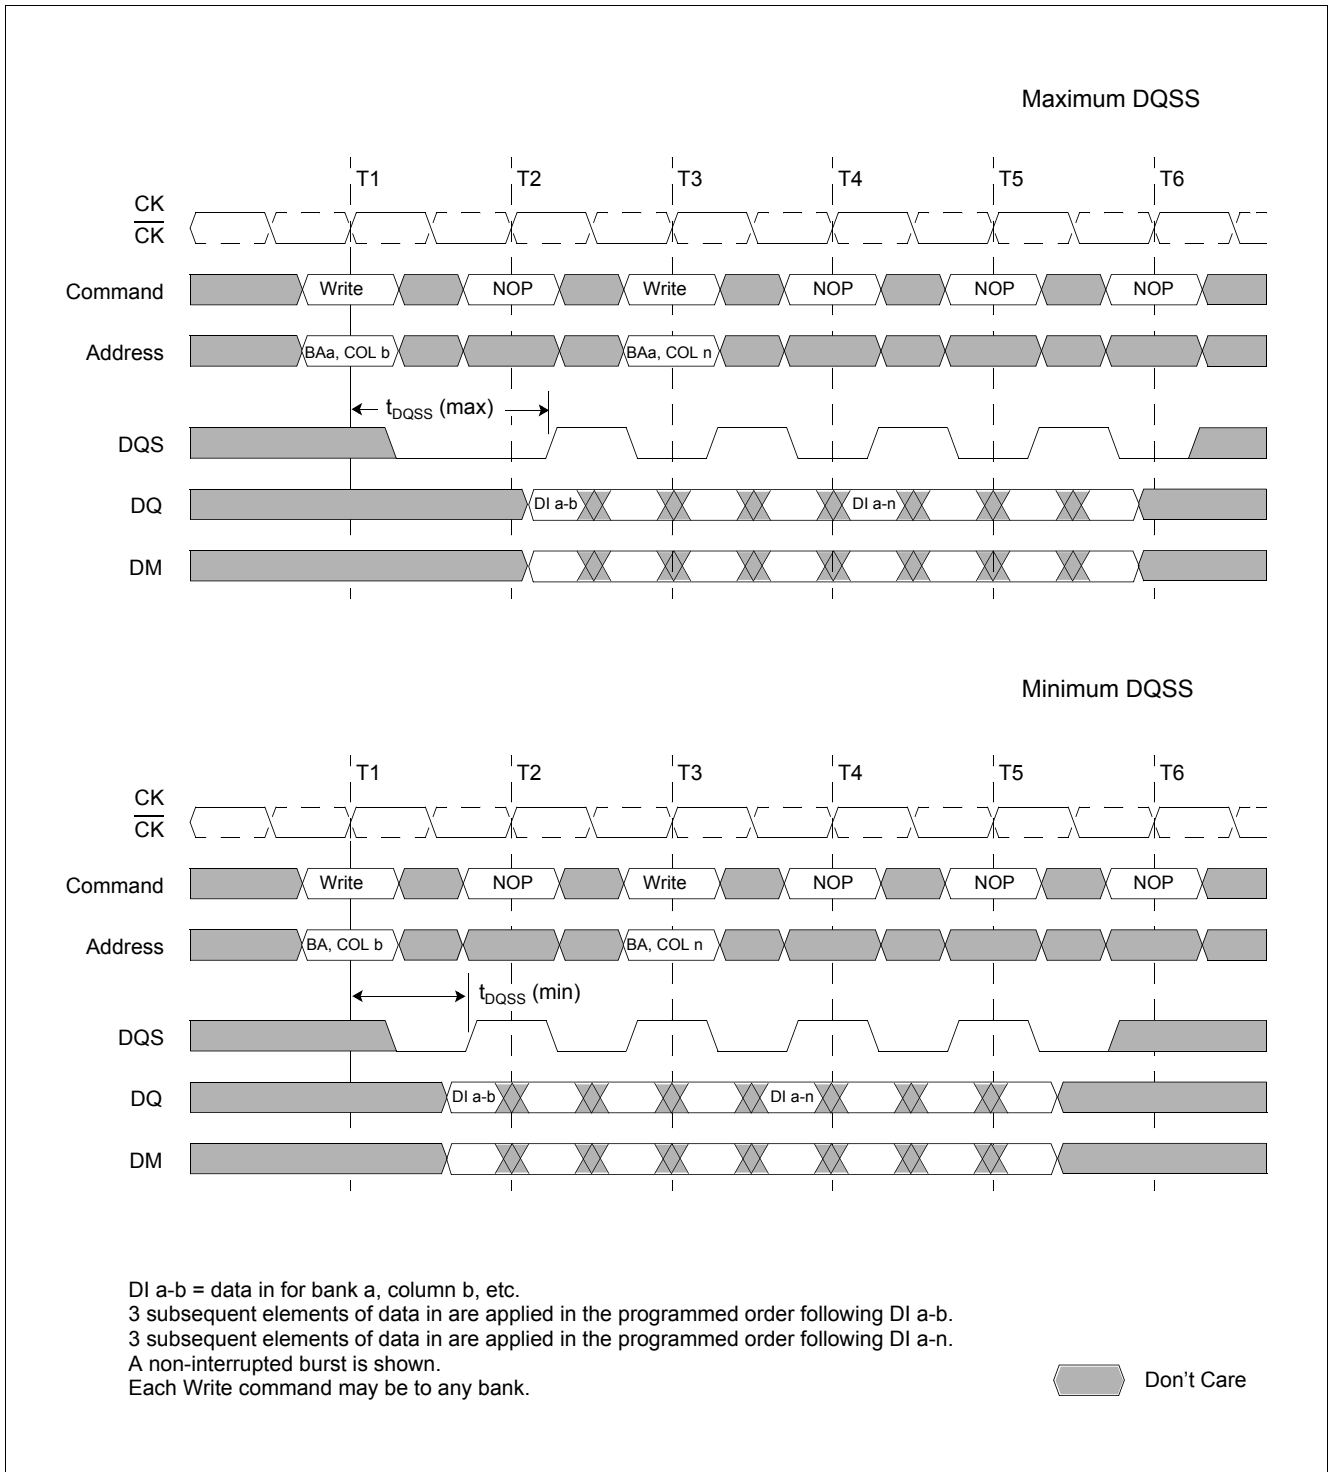 Maximum DQSS
T1 T2 T3 T4 T5 T6
CK
CK
Command Write NOP Write NOP NOP NOP
Address BAa, COL b BAa, COL n
tDQSS (max)
DQS
DQ DI a-b DI a-n
DM
Minimum DQSS
T1 T2 T3 T4 T5 T6
CK
CK
Command Write NOP Write NOP NOP NOP
Address BA, COL b BA, COL n
tDQSS (min)
DQS
DQ DI a-b DI a-n
DM
DI a-b = data in for bank a, column b, etc.
3 subsequent elements of data in are applied in the programmed order following DI a-b.
3 subsequent elements of data in are applied in the programmed order following DI a-n.
A non-interrupted burst is shown.
Each Write command may be to any bank.
Don't Care